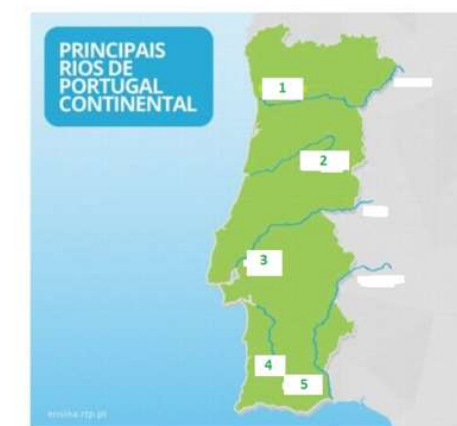 PRINCIPAIS
RIOS DE
PORTUGAL
CONTINENTAL
1
2
3
4
5
ensina.rtp.pt